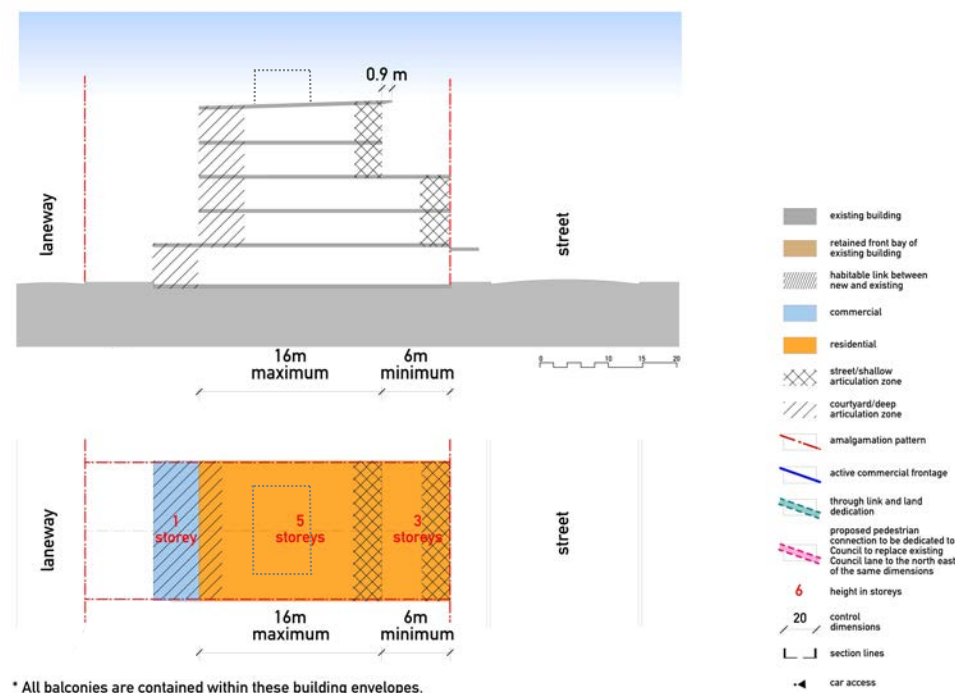 0.9 m
laneway
street
16m
maximum
6m
minimum
0 5 10 15 20
laneway
1
storey
5
storeys
3
storeys
street
16m
maximum
6m
minimum
* All balconies are contained within these building envelopes.
existing building
retained front bay of
existing building
habitable link between
new and existing
commercial
residential
street/shallow
articulation zone
courtyard/deep
articulation zone
amalgamation pattern
active commercial frontage
through link and land
dedication
proposed pedestrian
connection to be dedicated to
Council to replace existing
Council lane to the north east
of the same dimensions
6
height in storeys
20
control
dimensions
section lines
car access